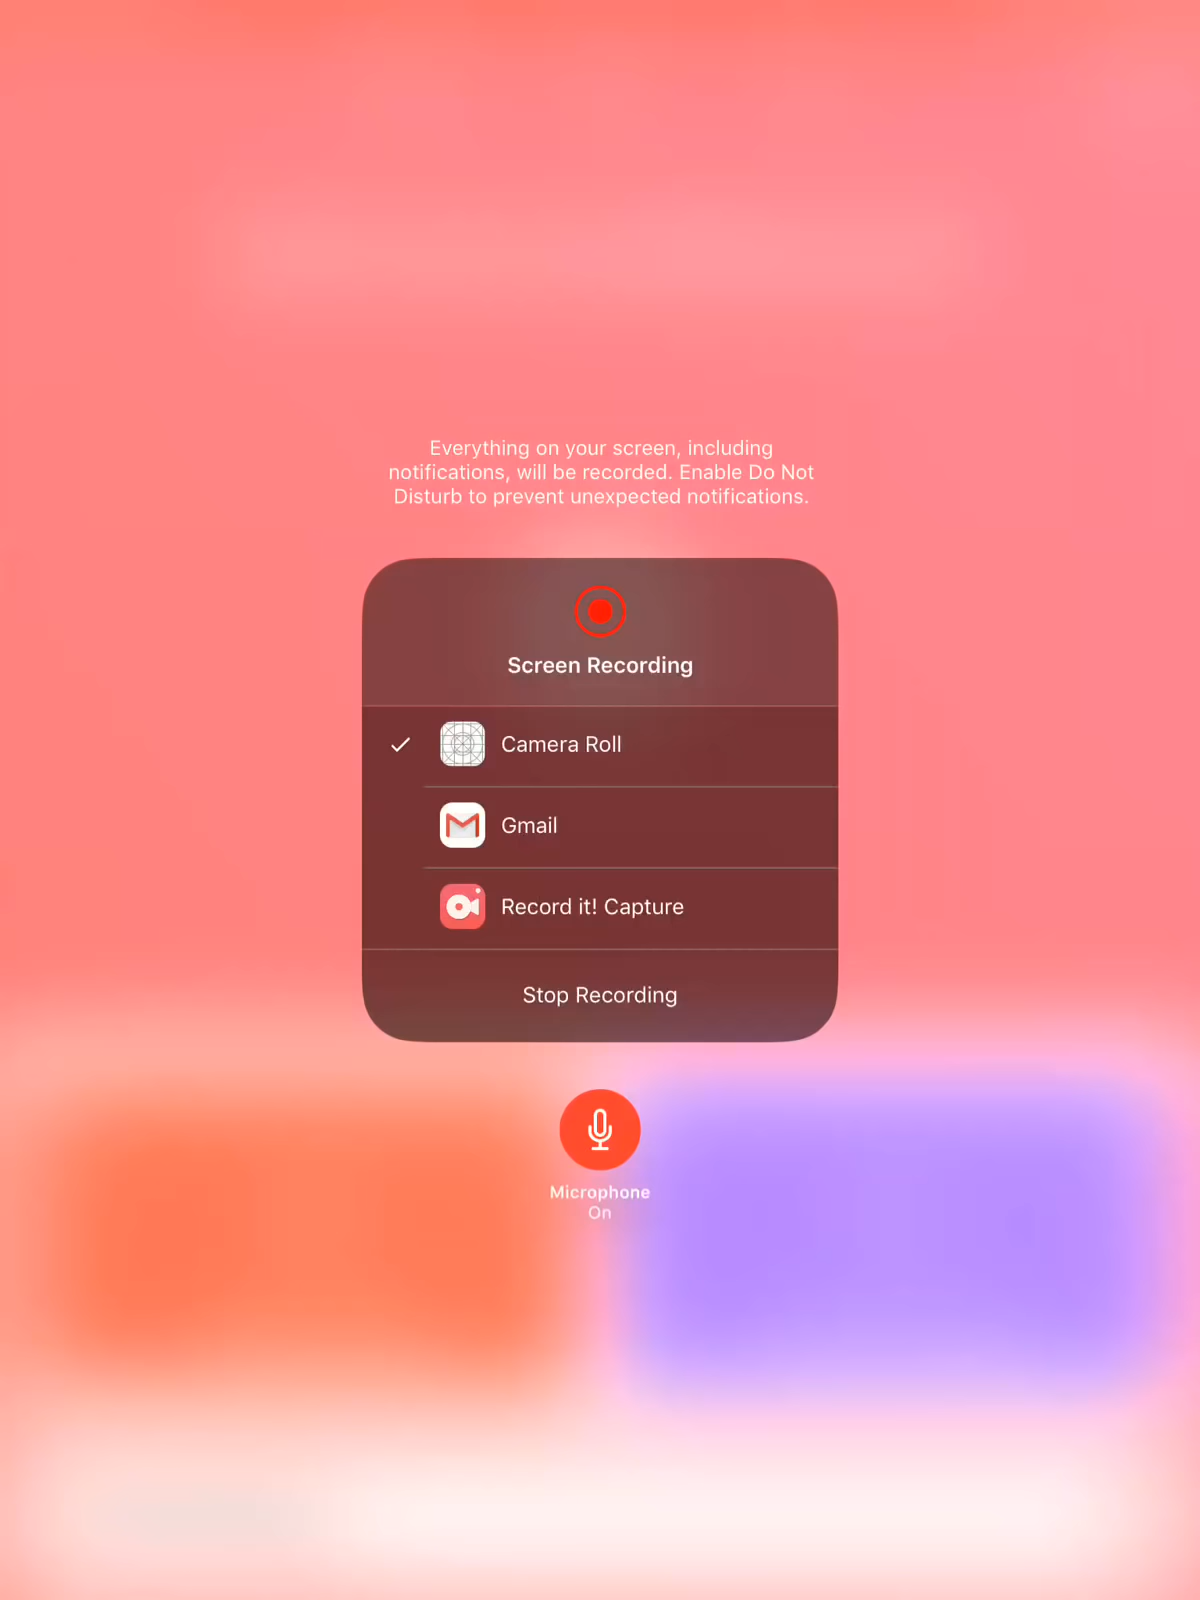 Everything on your screen, including
notifications, will be recorded. Enable Do Not
Disturb to prevent unexpected notifications.
Screen Recording
Camera Roll
Gmail
Record it! Capture
Stop Recording
Microphone
On